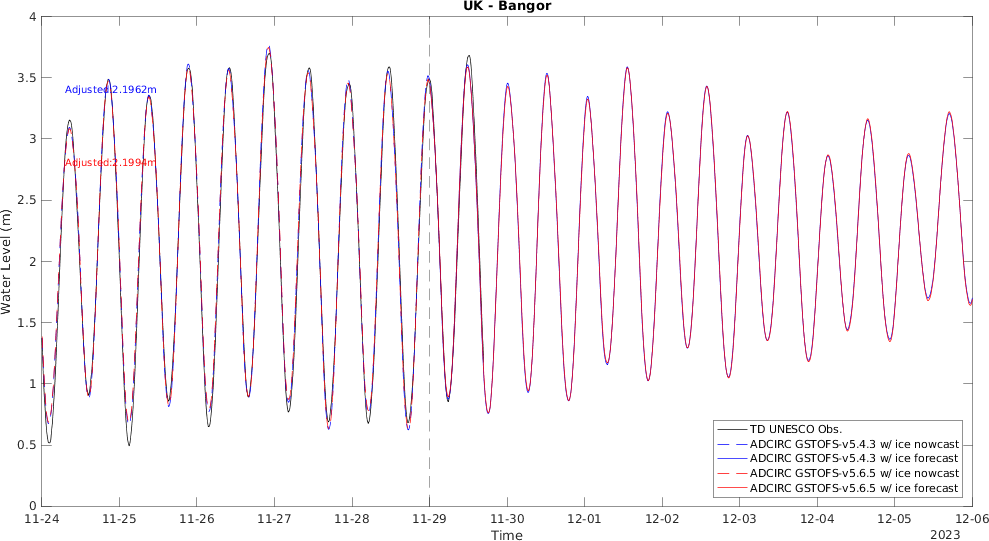 UK - Bangor
4
3.5
3
2.5
2
1.5
1
0.5
0
Water Level (m)
Adjusted:2.1962m
Adjusted:2.1994m
TD UNESCO Obs.
ADCIRC GSTOFS-v5.4.3 w/ ice nowcast
ADCIRC GSTOFS-v5.4.3 w/ ice forecast
ADCIRC GSTOFS-v5.6.5 w/ ice nowcast
ADCIRC GSTOFS-v5.6.5 w/ ice forecast
11-24 11-25 11-26 11-27 11-28 11-29 11-30 12-01 12-02 12-03 12-04 12-05 12-06
Time
2023